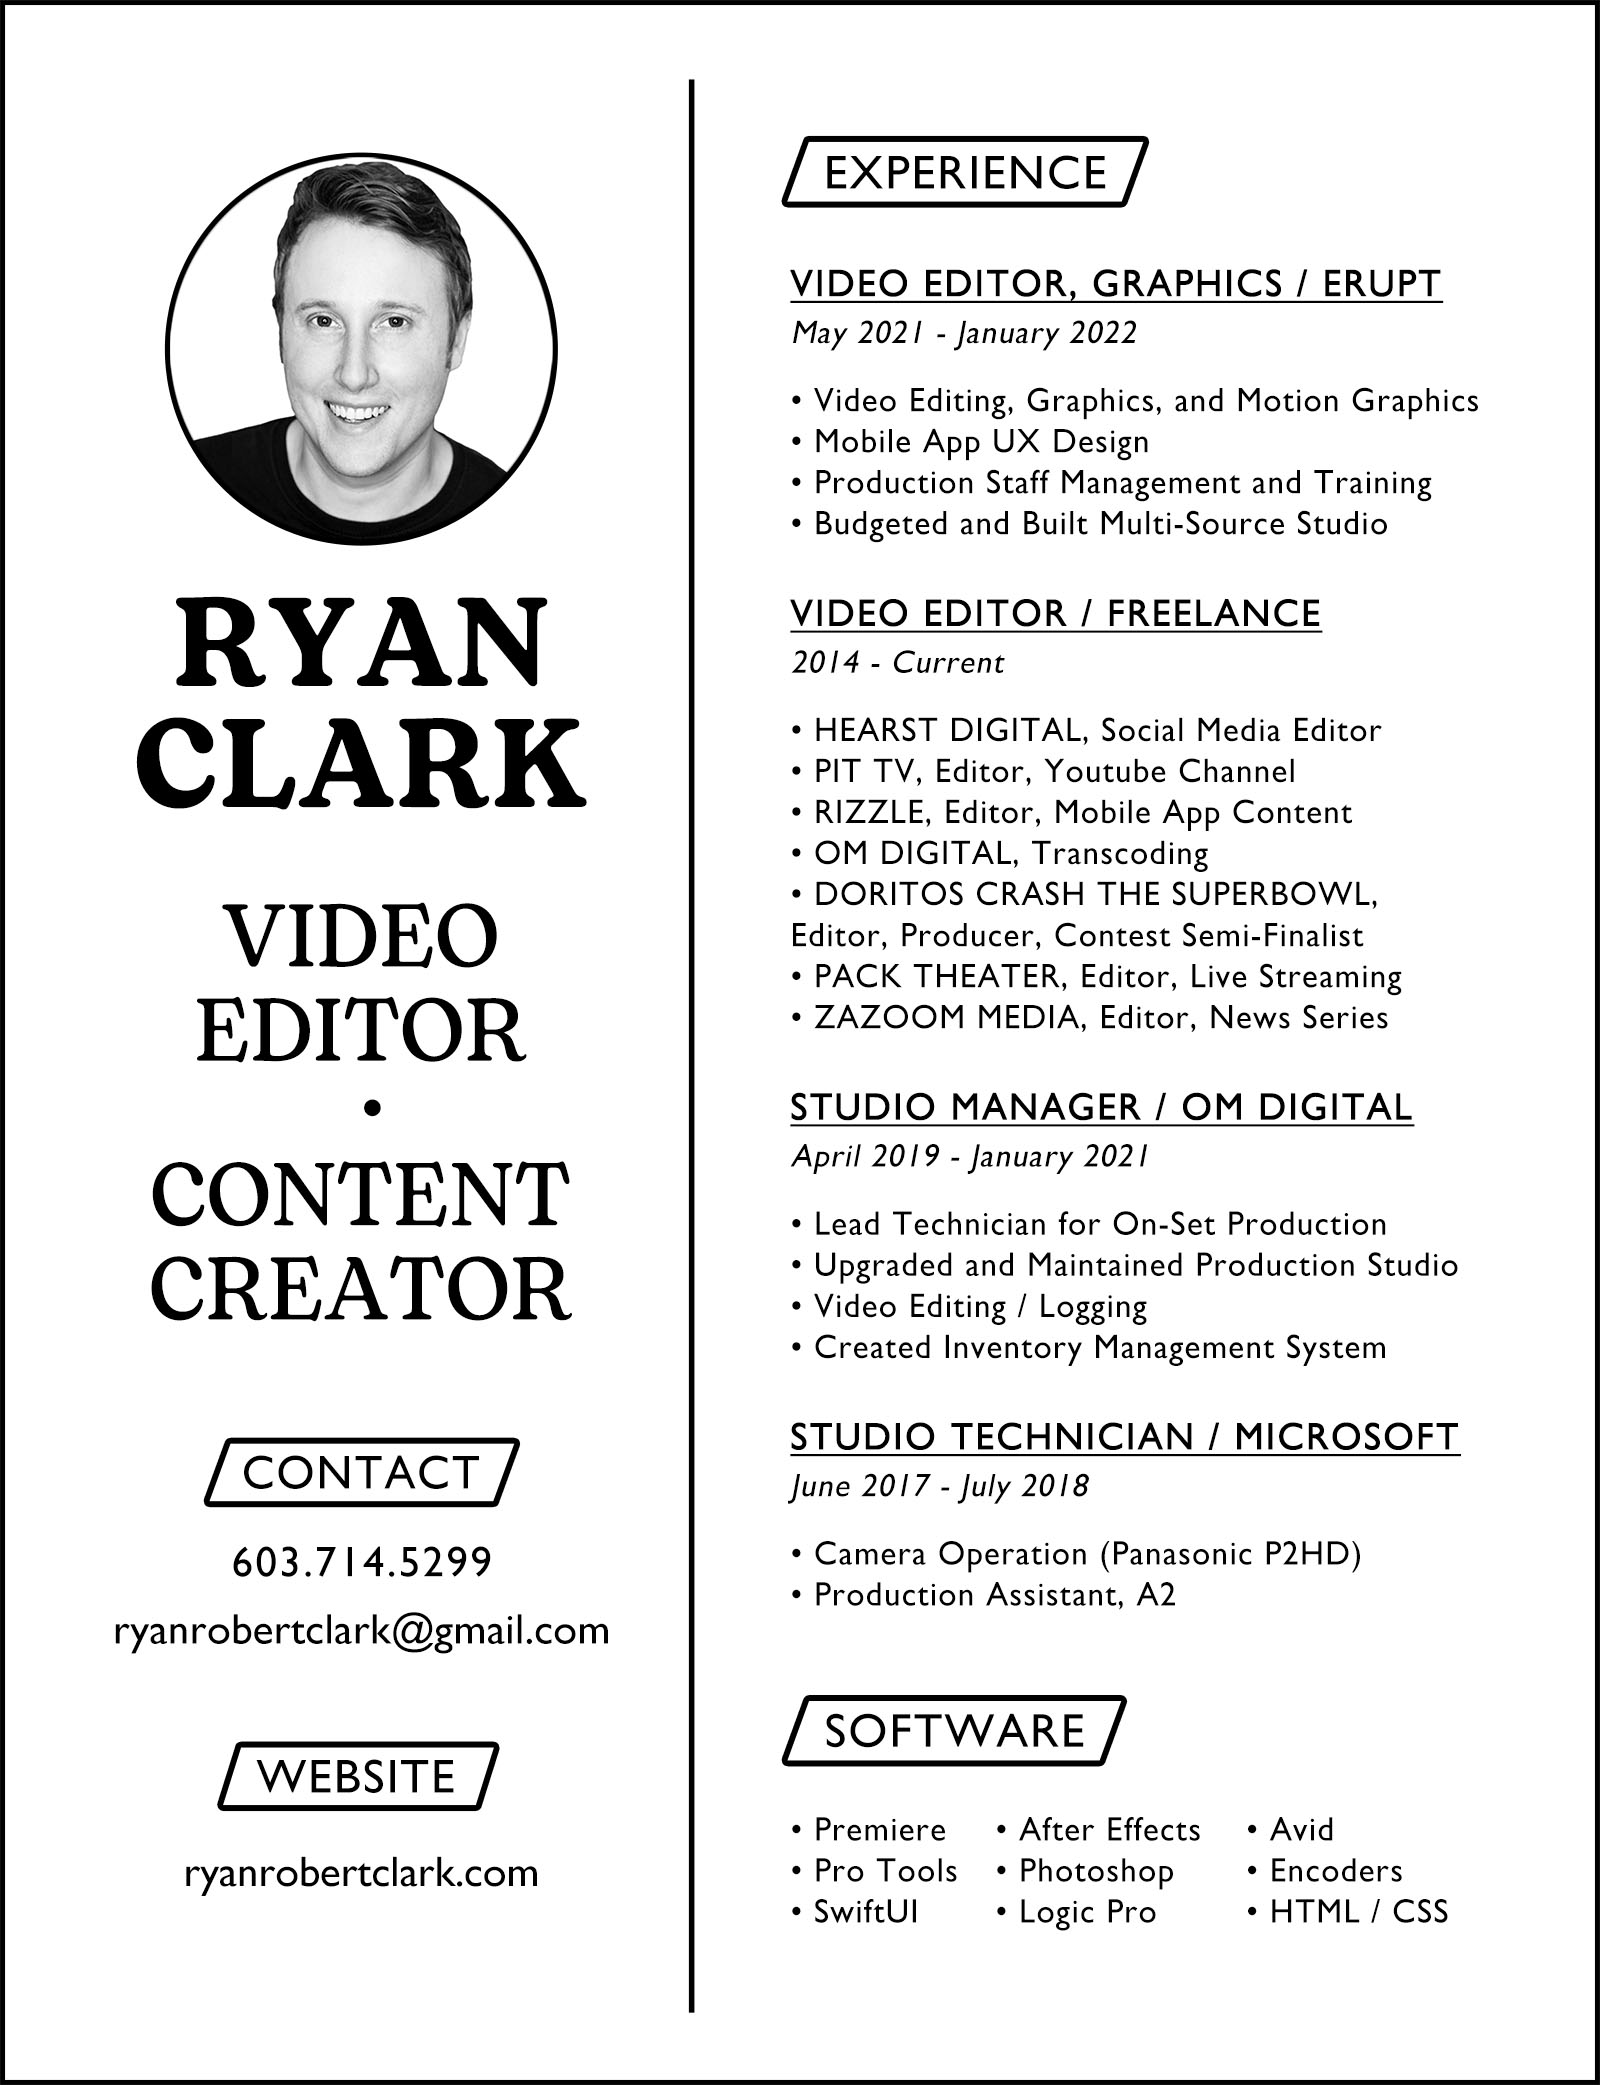 RYAN
CLARK
VIDEO
EDITOR
•
CONTENT
CREATOR
CONTACT
603.714.5299
ryanrobertclark@gmail.com
WEBSITE
ryanrobertclark.com
EXPERIENCE
VIDEO EDITOR, GRAPHICS / ERUPT
May 2021 - January 2022
• Video Editing, Graphics, and Motion Graphics
• Mobile App UX Design
• Production Staff Management and Training
• Budgeted and Built Multi-Source Studio
VIDEO EDITOR / FREELANCE
2014 - Current
• HEARST DIGITAL, Social Media Editor
• PIT TV, Editor, Youtube Channel
• RIZZLE, Editor, Mobile App Content
• OM DIGITAL, Transcoding
• DORITOS CRASH THE SUPERBOWL,
Editor, Producer, Contest Semi-Finalist
• PACK THEATER, Editor, Live Streaming
• ZAZOOM MEDIA, Editor, News Series
STUDIO MANAGER / OM DIGITAL
April 2019 - January 2021
• Lead Technician for On-Set Production
• Upgraded and Maintained Production Studio
• Video Editing / Logging
• Created Inventory Management System
STUDIO TECHNICIAN / MICROSOFT
June 2017 - July 2018
• Camera Operation (Panasonic P2HD)
• Production Assistant, A2
SOFTWARE
• Premiere • After Effects • Avid
• Pro Tools • Photoshop • Encoders
• SwiftUI • Logic Pro • HTML / CSS